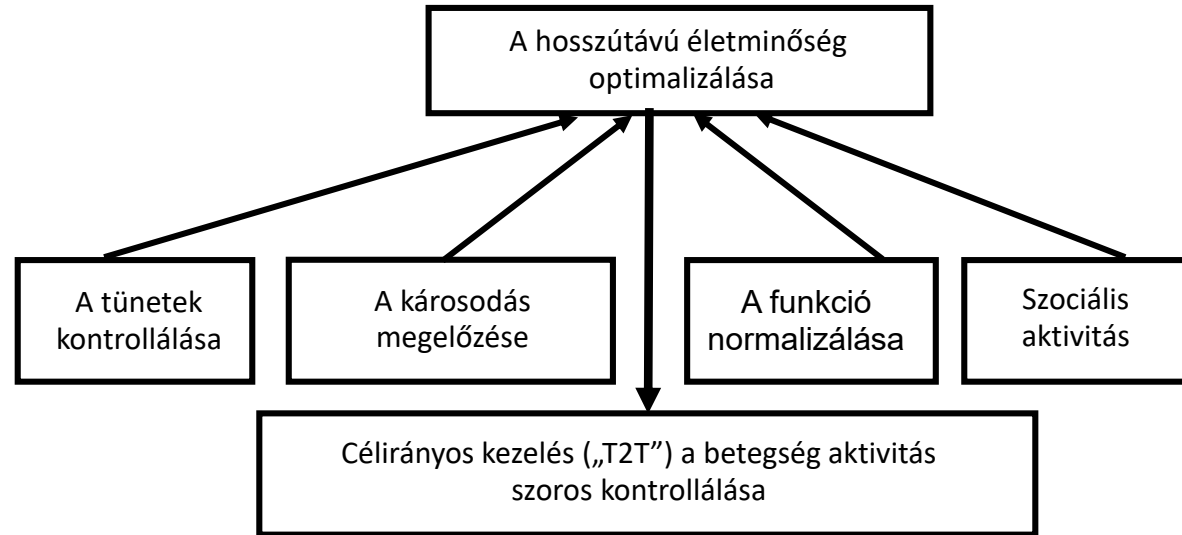 A hosszútávú életminőség
optimalizálása
A tünetek
kontrollálása
A károsodás
megelőzése
A funkció
normalizálása
Szociális
aktivitás
Célirányos kezelés („T2T”) a betegség aktivitás
szoros kontrollálása